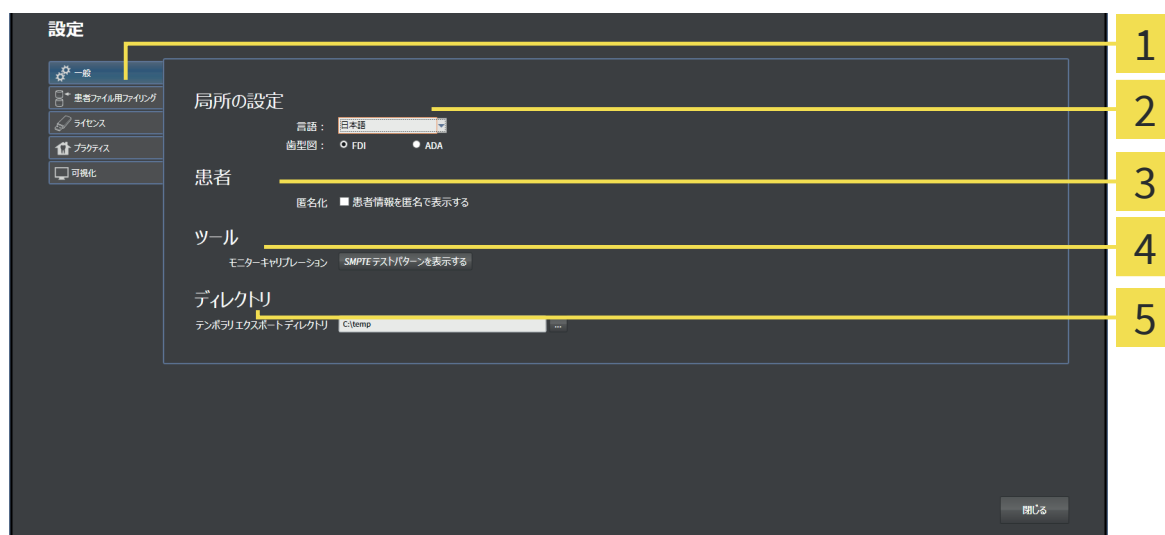 設定
1
一般
患者ファイル用ファイリング
ライセンス
プラクティス
可視化
局所の設定
2
言語： 日本語
歯型図： FDI ADA
患者
3
匿名化 患者情報を匿名で表示する
ツール
4
モニターキャリブレーション SMPTE テストパターンを表示する
ディレクトリ
5
テンポラリエクスポートディレクトリ C:\temp ...
閉じる